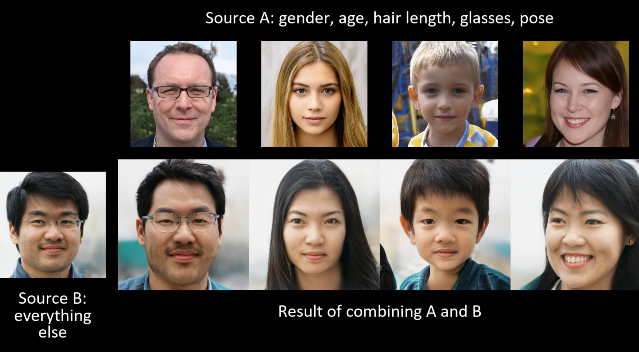 Source A: gender, age, hair length, glasses, pose
Source B:
everything
else
Result of combining A and B